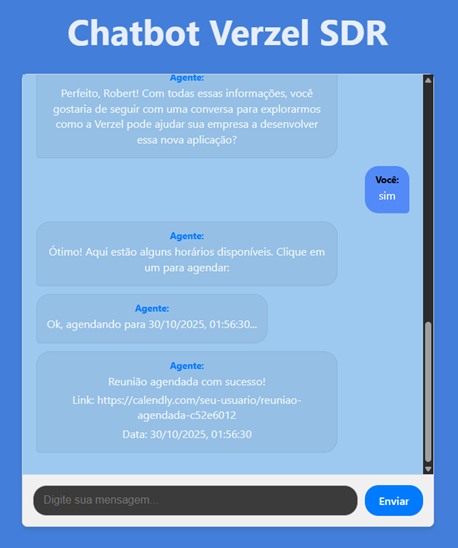 Chatbot Verzel SDR
Agente:
Perfeito, Robert! Com todas essas informações, você
gostaria de seguir com uma conversa para explorarmos
como a Verzel pode ajudar sua empresa a desenvolver
essa nova aplicação?
Você:
sim
Agente:
Ótimo! Aqui estão alguns horários disponíveis. Clique em
um para agendar:
Agente:
Ok, agendando para 30/10/2025, 01:56:30...
Agente:
Reunião agendada com sucesso!
Link: https://calendly.com/seu-usuario/reuniao-
agendada-c52e6012
Data: 30/10/2025, 01:56:30
Digite sua mensagem...
Enviar